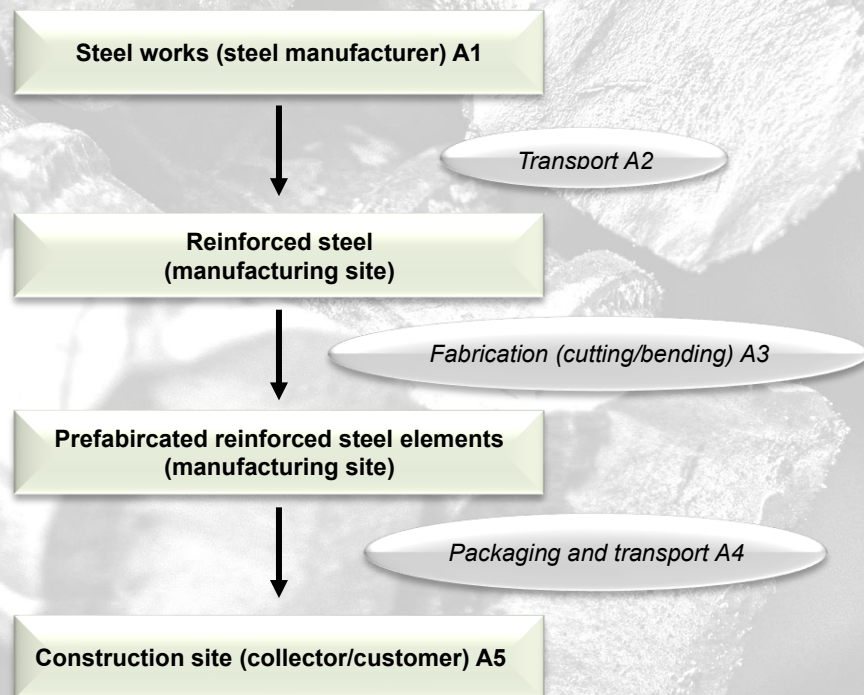 Steel works (steel manufacturer) A1
Transport A2
Reinforced steel
(manufacturing site)
Fabrication (cutting/bending) A3
Prefabircated reinforced steel elements
(manufacturing site)
Packaging and transport A4
Construction site (collector/customer) A5